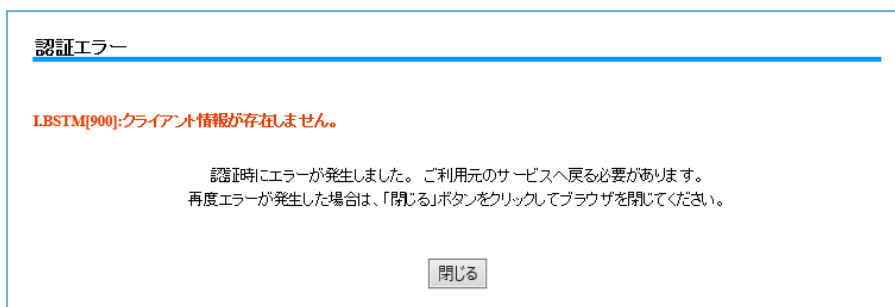 認証エラー
I.BSTM[900]:クライアント情報が存在しません。
認証時にエラーが発生しました。ご利用元のサービスへ戻る必要があります。
再度エラーが発生した場合は、「閉じる」ボタンをクリックしてブラウザを閉じてください。
閉じる